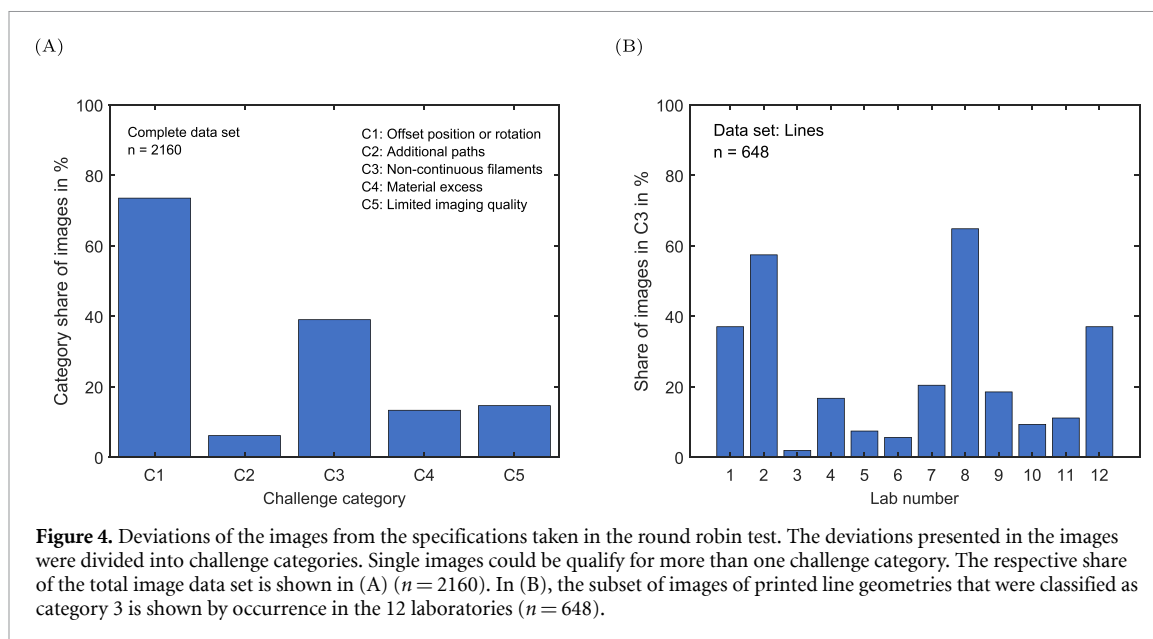 (A)
100
80
60
40
20
0
Category share of images in %
Complete data set
n = 2160
C1: Offset position or rotation
C2: Additional paths
C3: Non-continuous filaments
C4: Material excess
C5: Limited imaging quality
C1 C2 C3 C4 C5
Challenge category
(B)
100
80
60
40
20
0
Share of images in C3 in %
Data set: Lines
n = 648
1 2 3 4 5 6 7 8 9 10 11 12
Lab number
Figure 4. Deviations of the images from the specifications taken in the round robin test. The deviations presented in the images
were divided into challenge categories. Single images could be qualify for more than one challenge category. The respective share
of the total image data set is shown in (A) (n = 2160). In (B), the subset of images of printed line geometries that were classified as
category 3 is shown by occurrence in the 12 laboratories (n = 648).